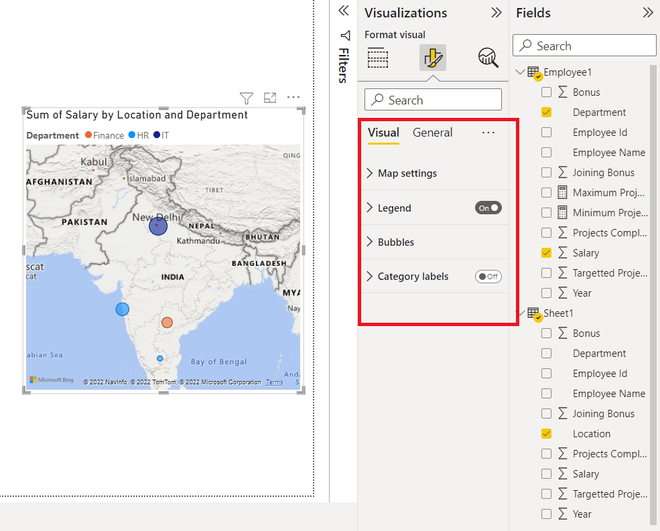 Visualizations
Fields
Format visual
Filters
Search
Search
Sum of Salary by Location and Department
Department Finance HR IT
QING
Kabul
Islamabad
AFGHANISTAN
TIBET
PAKISTAN
New Delhi
NEPAL
Kathmandu
BHUTAN
BANGLADESH
INDIA
scat
MYA
abian Sea
Bay of Bengal
Anda
Microsoft Bing
© 2022 NavInfo, © 2022 TomTom, © 2022 Microsoft Corporation Terms
Visual General
Map settings
Legend On
Bubbles
Category labels Off
Employee1
Bonus
Department
Employee Id
Employee Name
Joining Bonus
Maximum Proj...
Minimum Proje...
Projects Compl...
Salary
Targetted Proje...
Year
Sheet1
Bonus
Department
Employee Id
Employee Name
Joining Bonus
Location
Projects Compl...
Salary
Targetted Proje...
Year